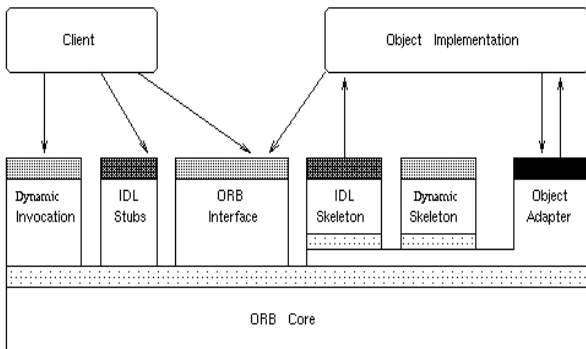 Client
Object Implementation
Dynamic
Invocation
IDL
Stubs
ORB
Interface
IDL
Skeleton
Dynamic
Skeleton
Object
Adapter
ORB Core